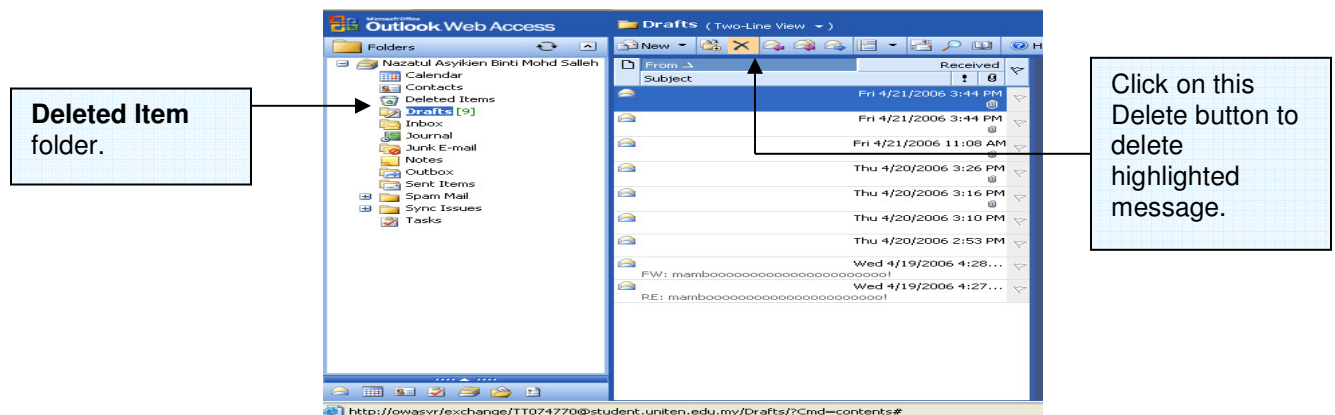 Deleted Item
folder.
Microsoft Office
Outlook Web Access
Folders
Nazatul Asyikien Binti Mohd Salleh
Calendar
Contacts
Deleted Items
Drafts [9]
Inbox
Journal
Junk E-mail
Notes
Outbox
Sent Items
Spam Mail
Sync Issues
Tasks
Drafts (Two-Line View)
New
H
From Received
Subject
Fri 4/21/2006 3:44 PM
Fri 4/21/2006 3:44 PM
Fri 4/21/2006 11:08 AM
Thu 4/20/2006 3:26 PM
Thu 4/20/2006 3:16 PM
Thu 4/20/2006 3:10 PM
Thu 4/20/2006 2:53 PM
Wed 4/19/2006 4:28...
FW: mamboooooooooooooooooooooooo!
Wed 4/19/2006 4:27...
RE: mamboooooooooooooooooooooooo!
http://owasvr/exchange/TT074770@student.uniten.edu.my/Drafts/?Cmd=contents#
Click on this
Delete button to
delete
highlighted
message.